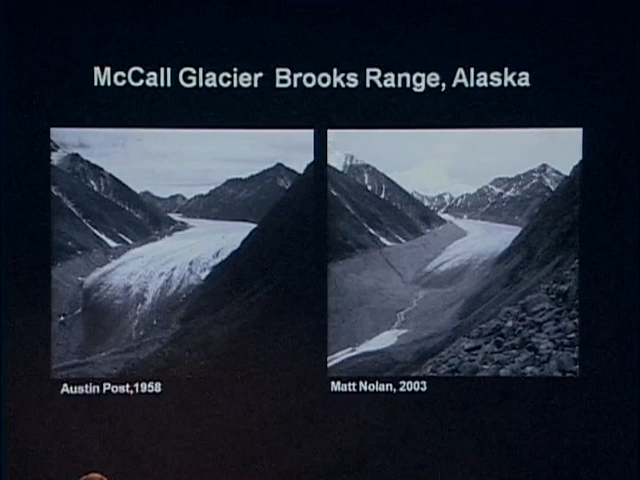 McCall Glacier Brooks Range, Alaska
Austin Post,1958
Matt Nolan, 2003